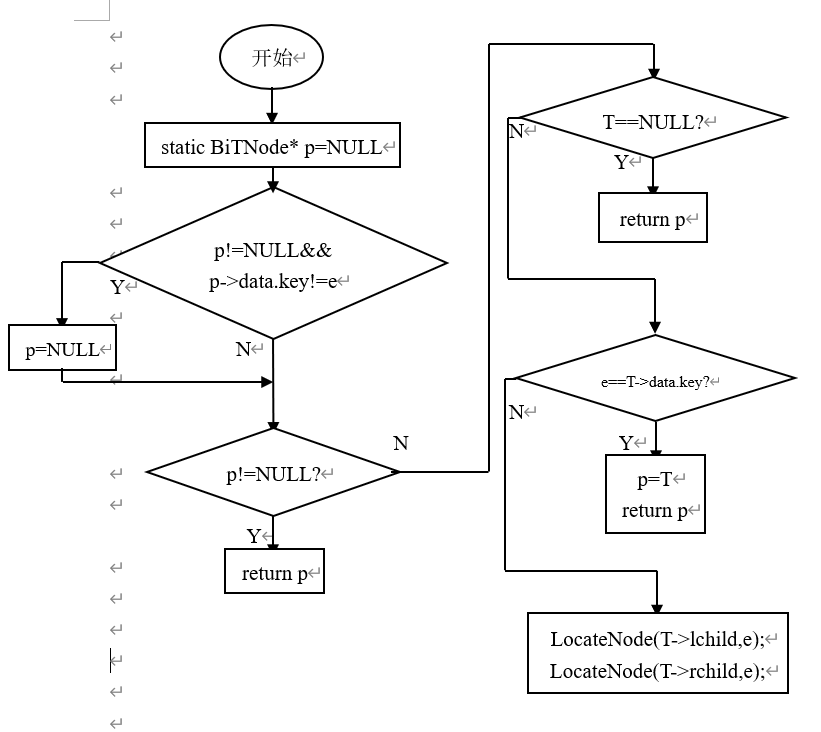 开始
static BiTNode* p=NULL
p!=NULL&&
p->data.key!=e
Y
p=NULL
N
p!=NULL?
N
Y
return p
T==NULL?
N
Y
return p
e==T->data.key?
N
Y
p=T
return p
LocateNode(T->lchild,e);
LocateNode(T->rchild,e);